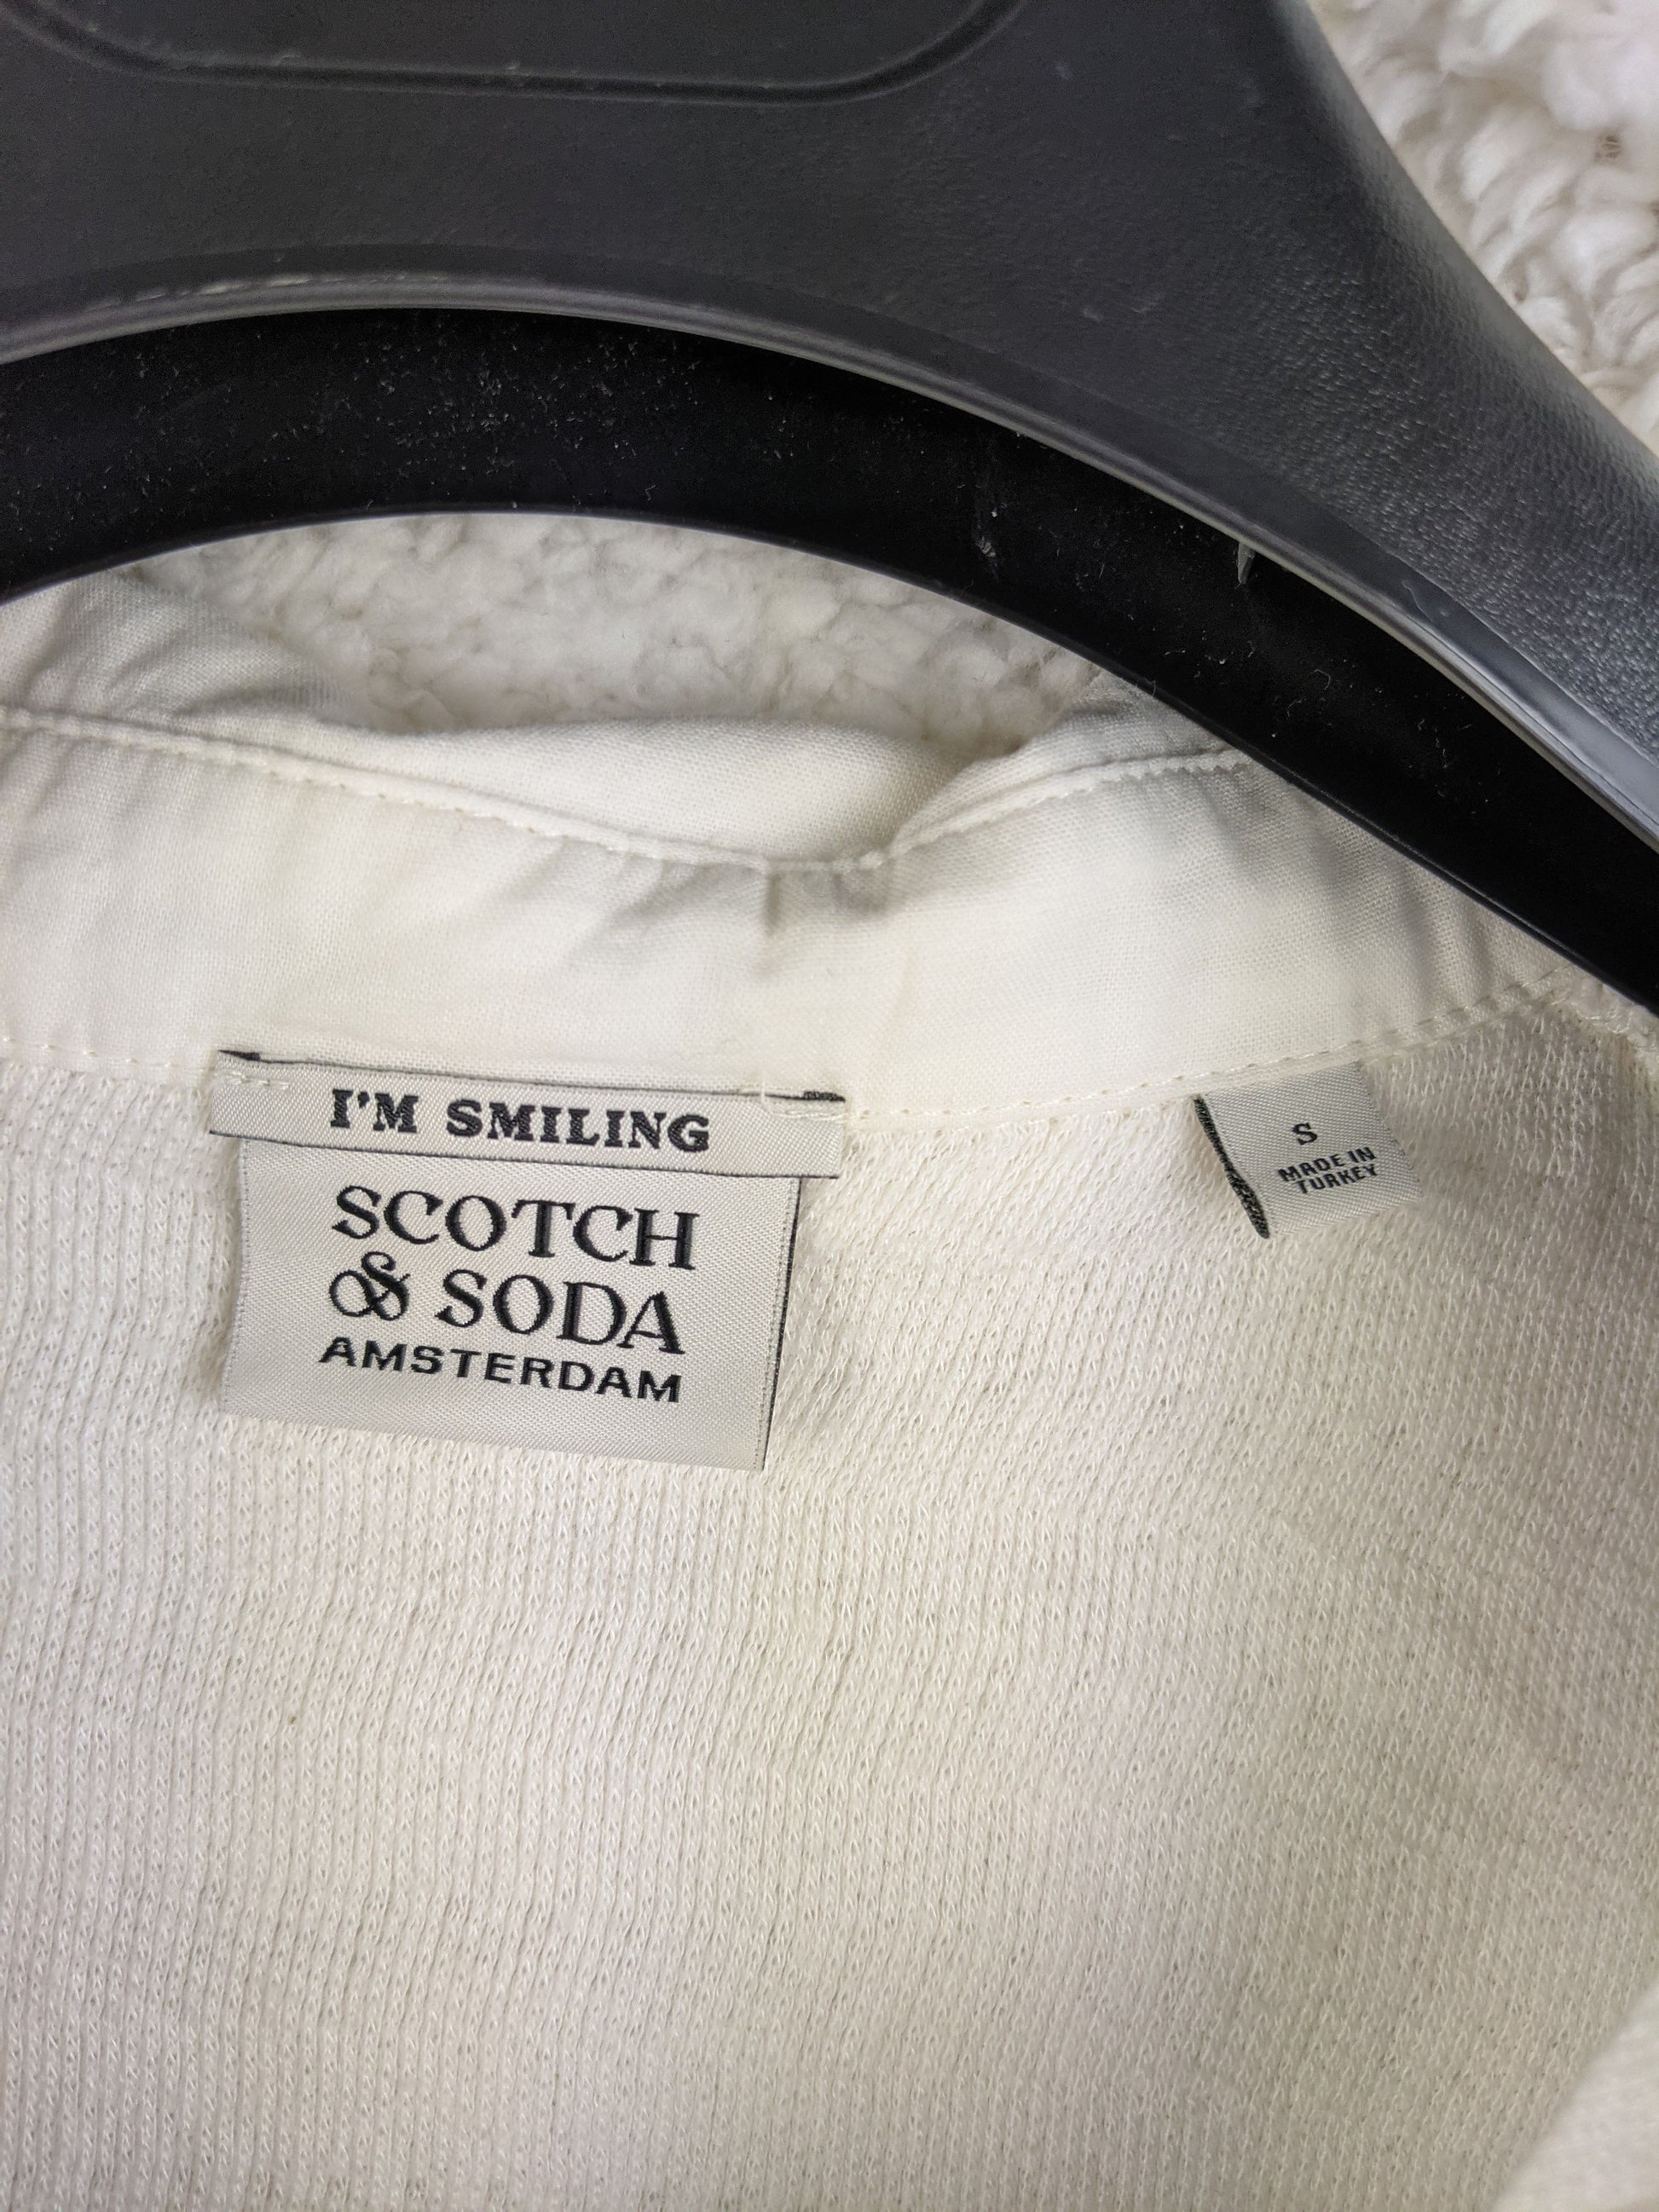 I'M SMILING
SCOTCH
& SODA
AMSTERDAM
S
MADE IN
TURKEY